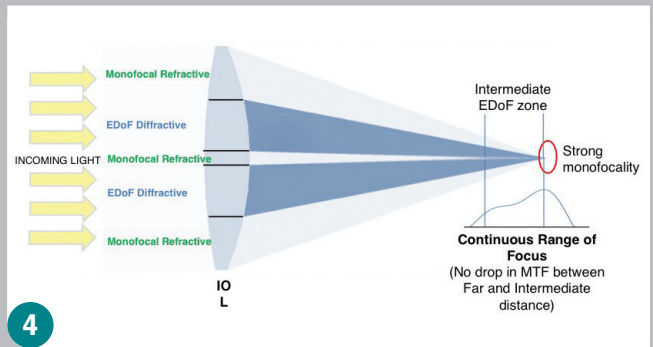 Monofocal Refractive
EDoF Diffractive
INCOMING LIGHT
Monofocal Refractive
EDoF Diffractive
Monofocal Refractive
IO
L
Intermediate
EDoF zone
Strong
monofocality
Continuous Range of
Focus
(No drop in MTF between
Far and Intermediate
distance)
4